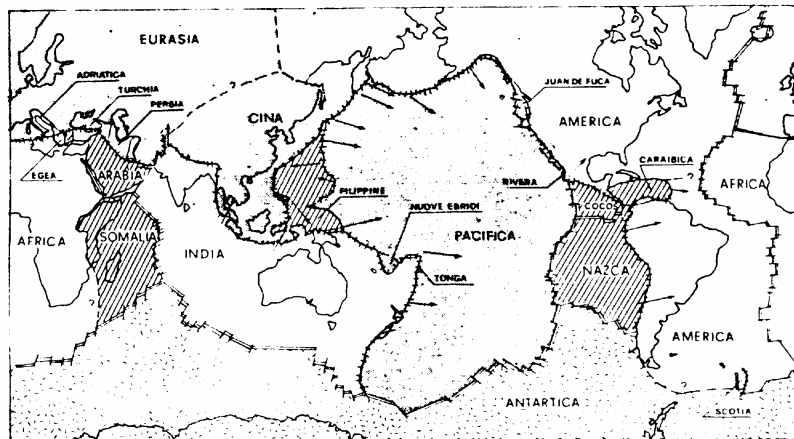 EURASIA
ADRIATICA
TURCHIA
PERSIA
CINA
JUAN DE FUCA
AMERICA
CARAIBICA
EGEA
ARABIA
RIVERA
AFRICA
FILIPPINE
COCO
AFRICA
SOMALIA
INDIA
NUOVE EBRIDI
PACIFICA
TONGA
NAZCA
AMERICA
ANTARTICA
SCOTIA
?
?
?
?
?